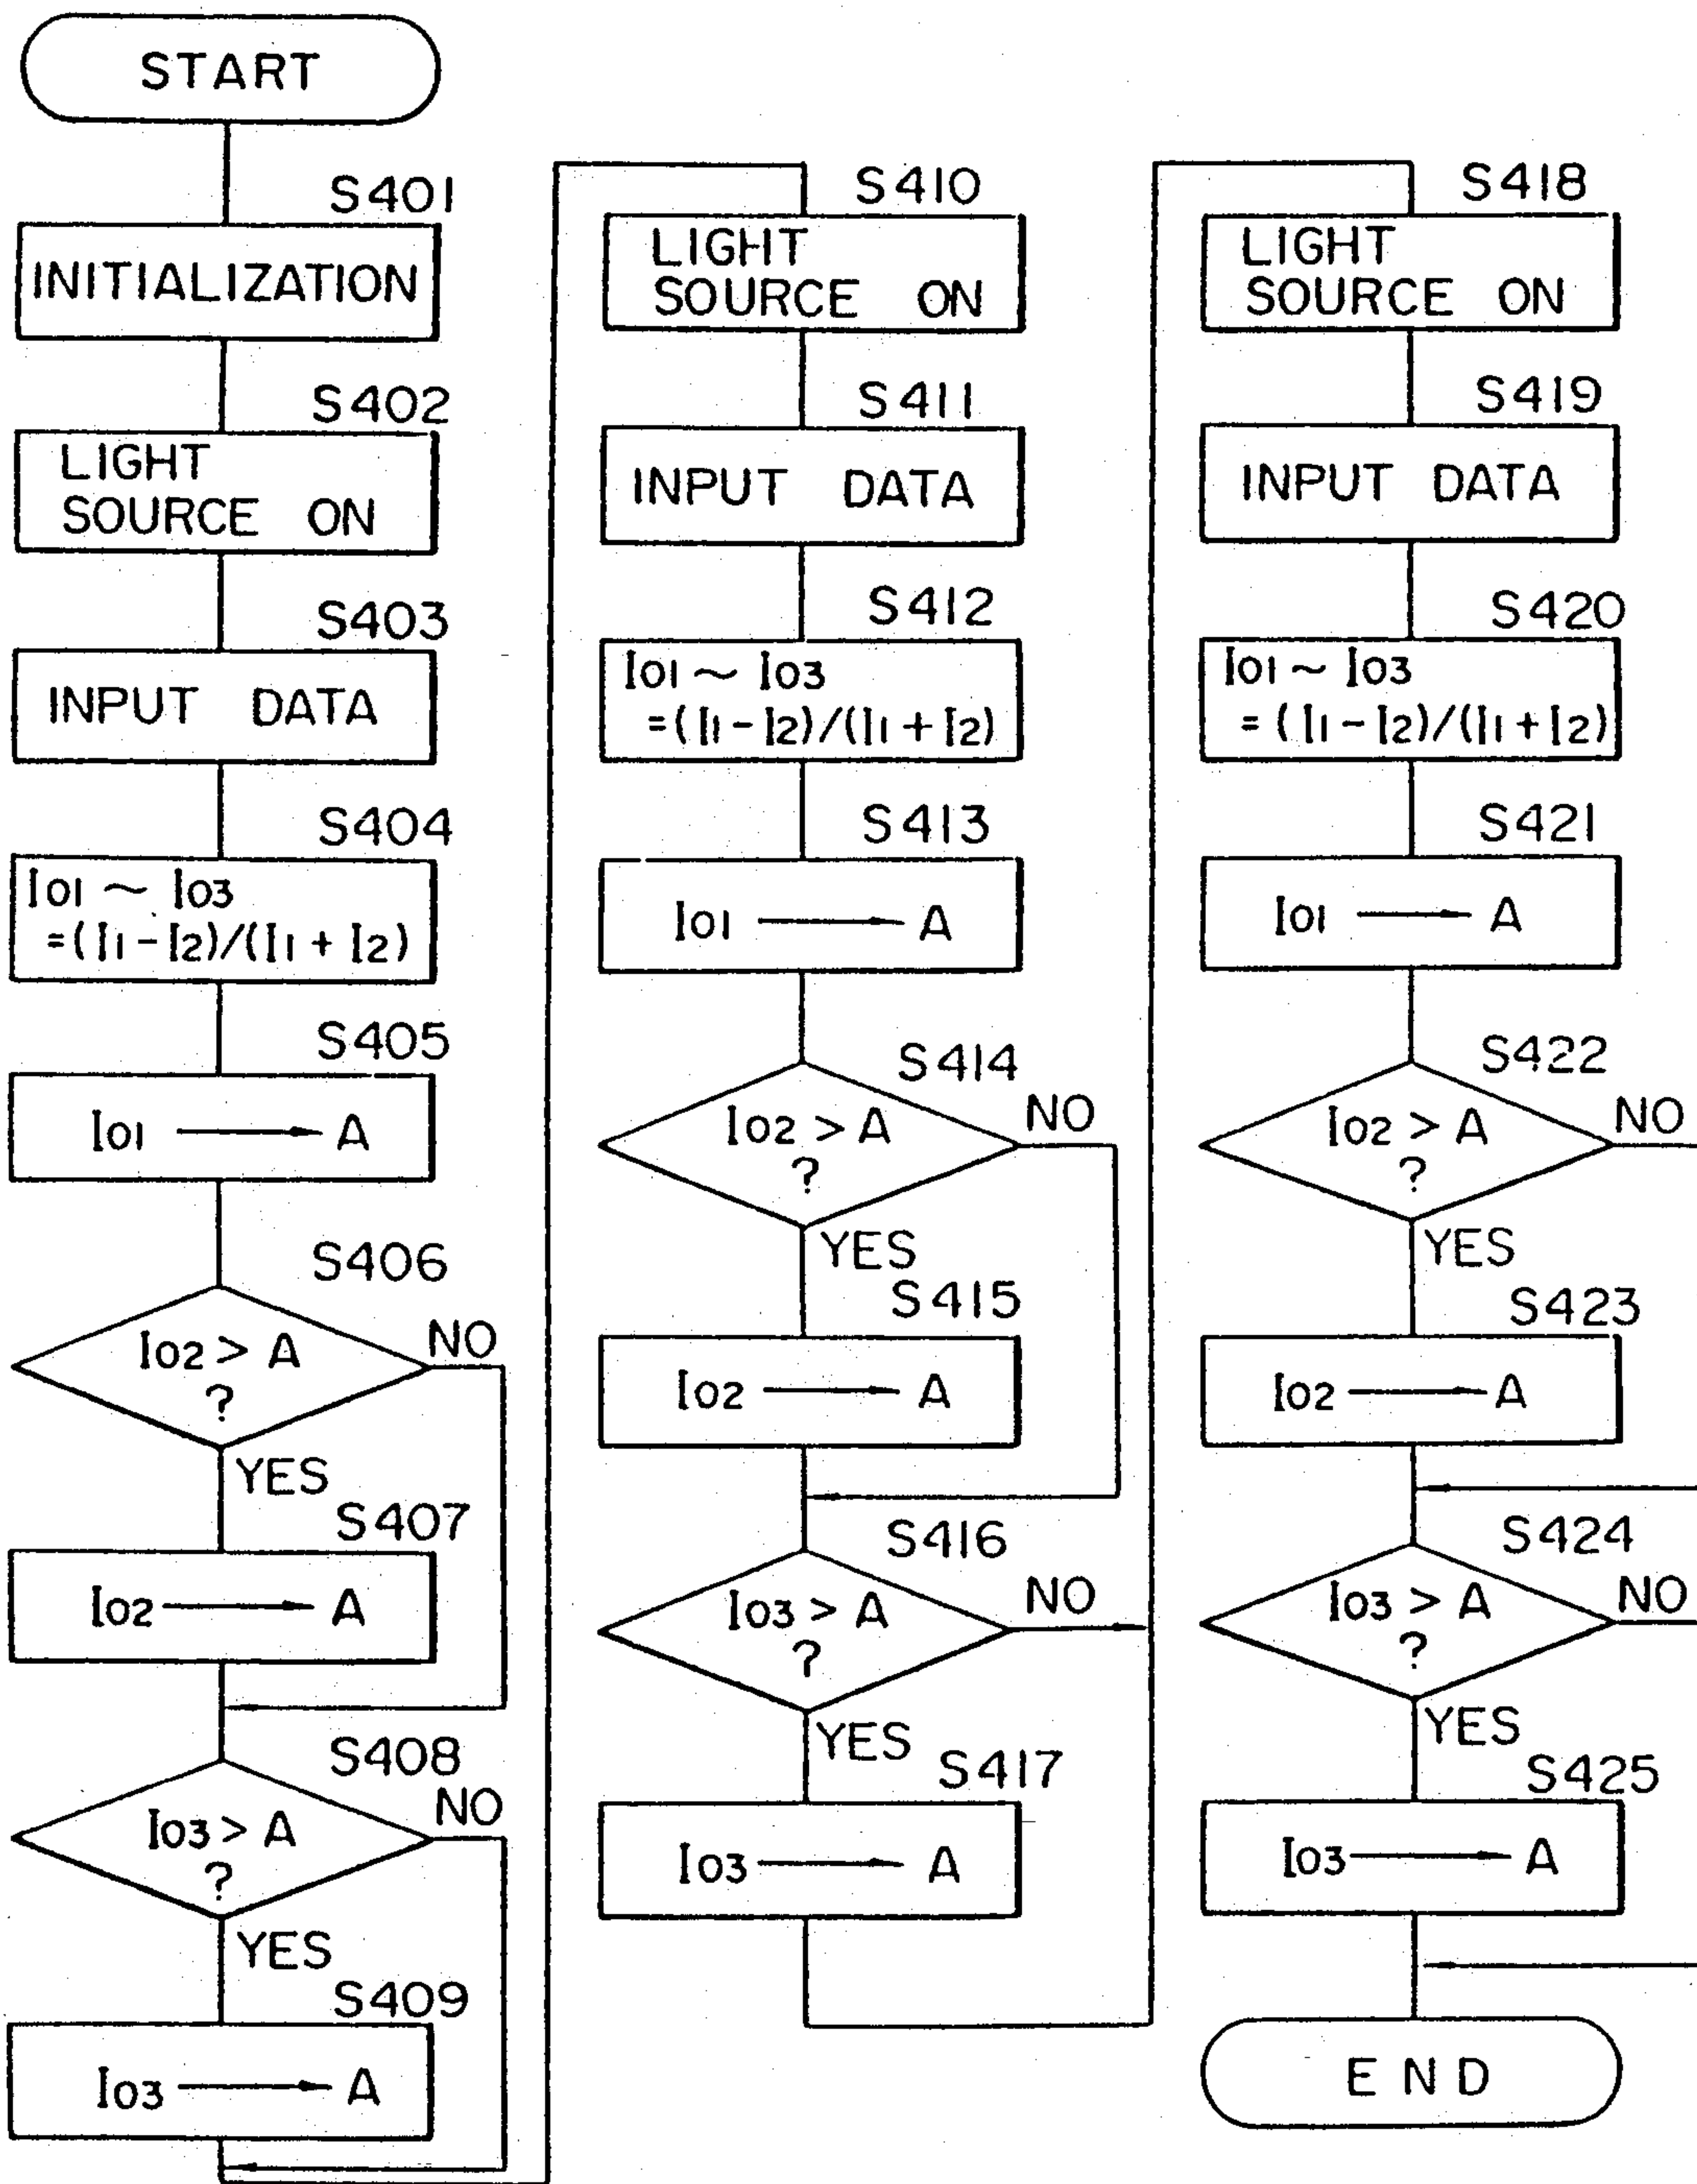 START
S401
INITIALIZATION
S402
LIGHT
SOURCE ON
S403
INPUT DATA
S404
I01 ~ I03
=(I1-I2)/(I1+I2)
S405
I01 → A
S406
I02 > A
?
NO
YES
S407
I02 → A
S408
I03 > A
?
NO
YES
S409
I03 → A
S410
LIGHT
SOURCE ON
S411
INPUT DATA
S412
I01 ~ I03
=(I1-I2)/(I1+I2)
S413
I01 → A
S414
I02 > A
?
NO
YES
S415
I02 → A
S416
I03 > A
?
NO
YES
S417
I03 → A
S418
LIGHT
SOURCE ON
S419
INPUT DATA
S420
I01 ~ I03
=(I1-I2)/(I1+I2)
S421
I01 → A
S422
I02 > A
?
NO
YES
S423
I02 → A
S424
I03 > A
?
NO
YES
S425
I03 → A
END